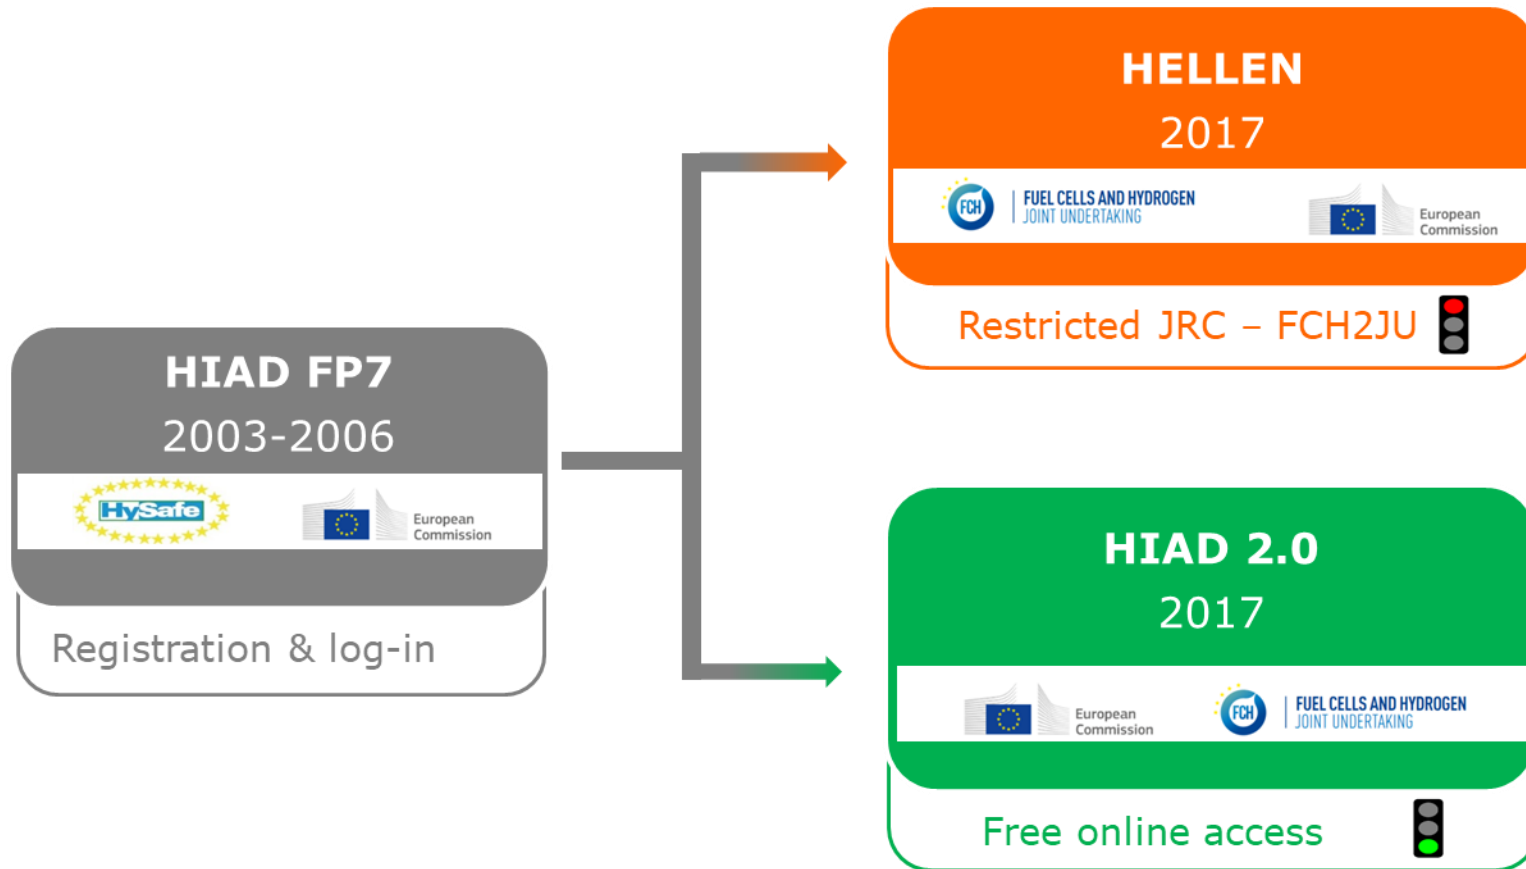 HIAD FP7
2003-2006
HySafe
European
Commission
Registration & log-in
HELLEN
2017
FCH
FUEL CELLS AND HYDROGEN
JOINT UNDERTAKING
European
Commission
Restricted JRC – FCH2JU
HIAD 2.0
2017
European
Commission
FCH
FUEL CELLS AND HYDROGEN
JOINT UNDERTAKING
Free online access